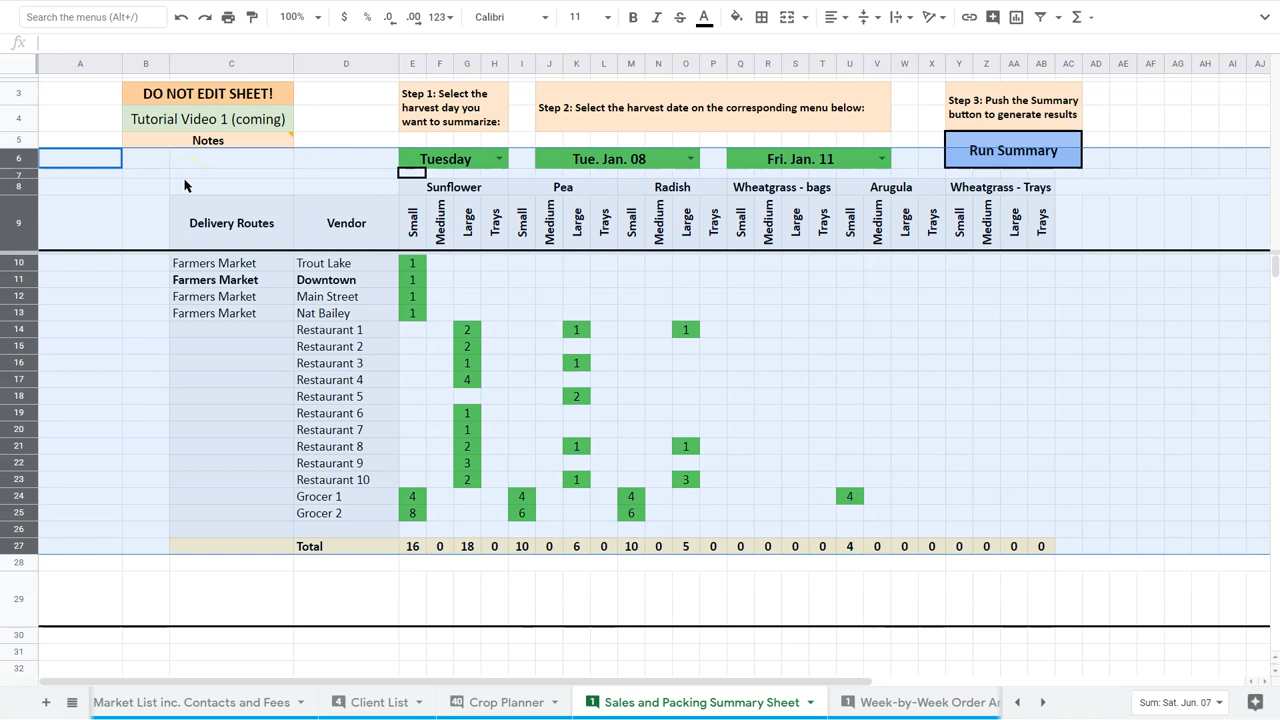 Search the menus (Alt+/)
100%
$ % .0 .00 123
Calibri
11
B I S A
fx
A B C D E F G H I J K L M N O P Q R S T U V W X Y Z AA AB AC AD AE AF AG AH AI AJ
3 DO NOT EDIT SHEET!
4 Tutorial Video 1 (coming)
5 Notes
Step 1: Select the
harvest day you
want to summarize:
Step 2: Select the harvest date on the corresponding menu below:
Step 3: Push the Summary
button to generate results
Run Summary
6 Tuesday Tue. Jan. 08 Fri. Jan. 11
7
8 Sunflower Pea Radish Wheatgrass - bags Arugula Wheatgrass - Trays
9 Delivery Routes Vendor Small Medium Large Trays Small Medium Large Trays Small Medium Large Trays Small Medium Large Trays Small Medium Large Trays Small Medium Large Trays
10 Farmers Market Trout Lake 1
11 Farmers Market Downtown 1
12 Farmers Market Main Street 1
13 Farmers Market Nat Bailey 1
14 Restaurant 1 2 1 1
15 Restaurant 2 2
16 Restaurant 3 1 1
17 Restaurant 4 4
18 Restaurant 5 2
19 Restaurant 6 1
20 Restaurant 7 1
21 Restaurant 8 2 1 1
22 Restaurant 9 3
23 Restaurant 10 2 1 3
24 Grocer 1 4 4 4 4
25 Grocer 2 8 6 6
26
27 Total 16 0 18 0 10 0 6 0 10 0 5 0 0 0 0 0 4 0 0 0 0 0 0 0
28
29
30
31
32
Market List inc. Contacts and Fees
4 Client List
40 Crop Planner
1 Sales and Packing Summary Sheet
1 Week-by-Week Order Ar
Sum: Sat. Jun. 07